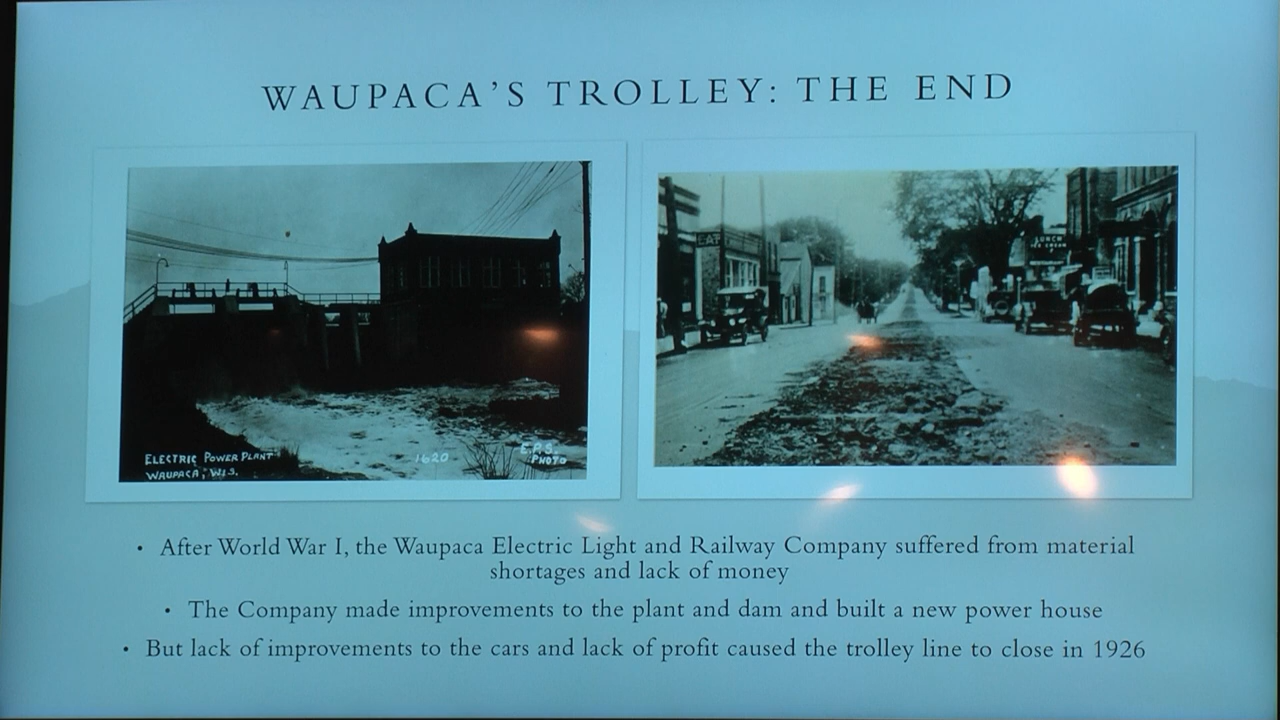 WAUPACA'S TROLLEY: THE END
EAT
LUNCH
ICE CREAM
ELECTRIC POWER PLANT
WAUPACA, WIS.
1620
E.P.S.
PHOTO
• After World War I, the Waupaca Electric Light and Railway Company suffered from material
shortages and lack of money
• The Company made improvements to the plant and dam and built a new power house
• But lack of improvements to the cars and lack of profit caused the trolley line to close in 1926